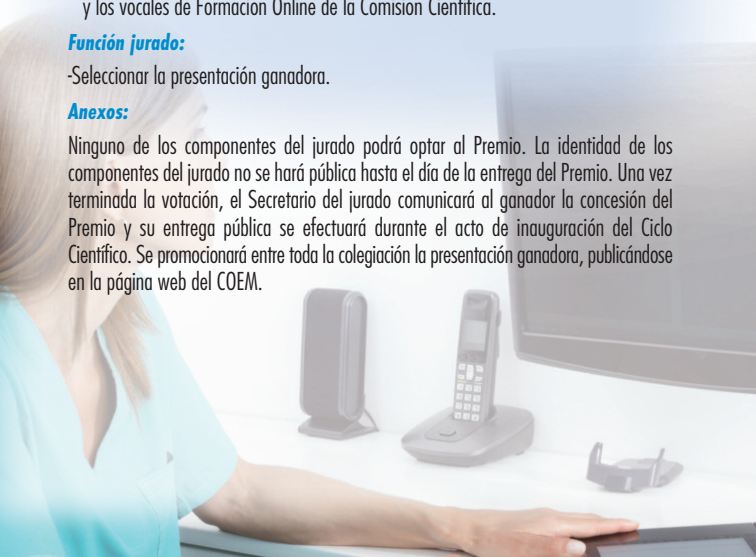 y los vocales de Formación Online de la Comisión Científica.
Función jurado:
-Seleccionar la presentación ganadora.
Anexos:
Ninguno de los componentes del jurado podrá optar al Premio. La identidad de los
componentes del jurado no se hará pública hasta el día de la entrega del Premio. Una vez
terminada la votación, el Secretario del jurado comunicará al ganador la concesión del
Premio y su entrega pública se efectuará durante el acto de inauguración del Ciclo
Científico. Se promocionará entre toda la colegiación la presentación ganadora, publicándose
en la página web del COEM.